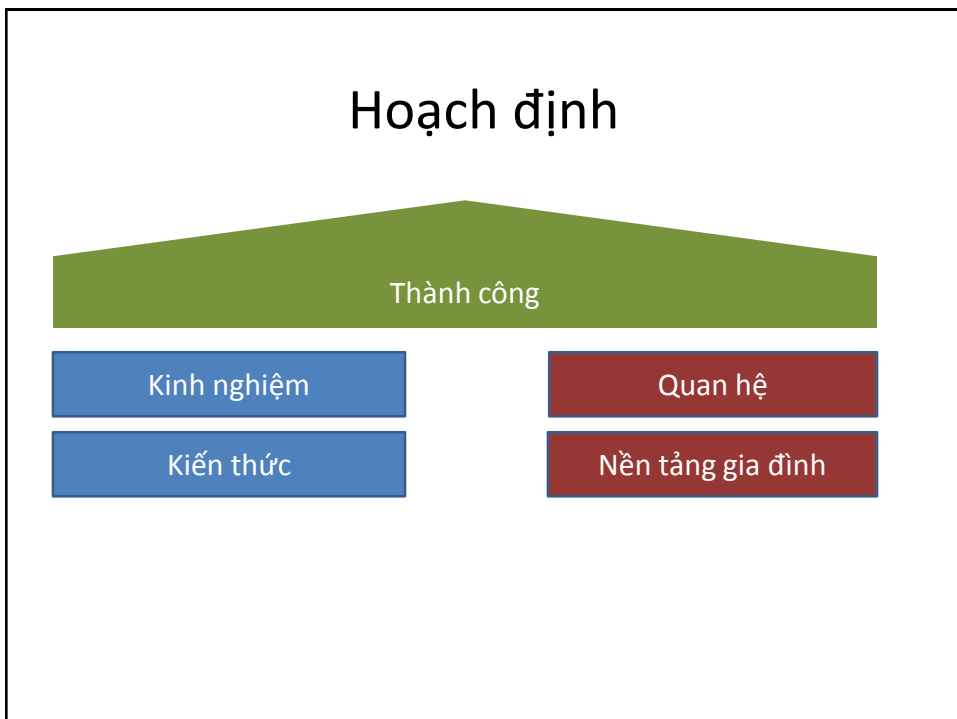 Hoạch định
Thành công
Kinh nghiệm
Quan hệ
Kiến thức
Nền tảng gia đình